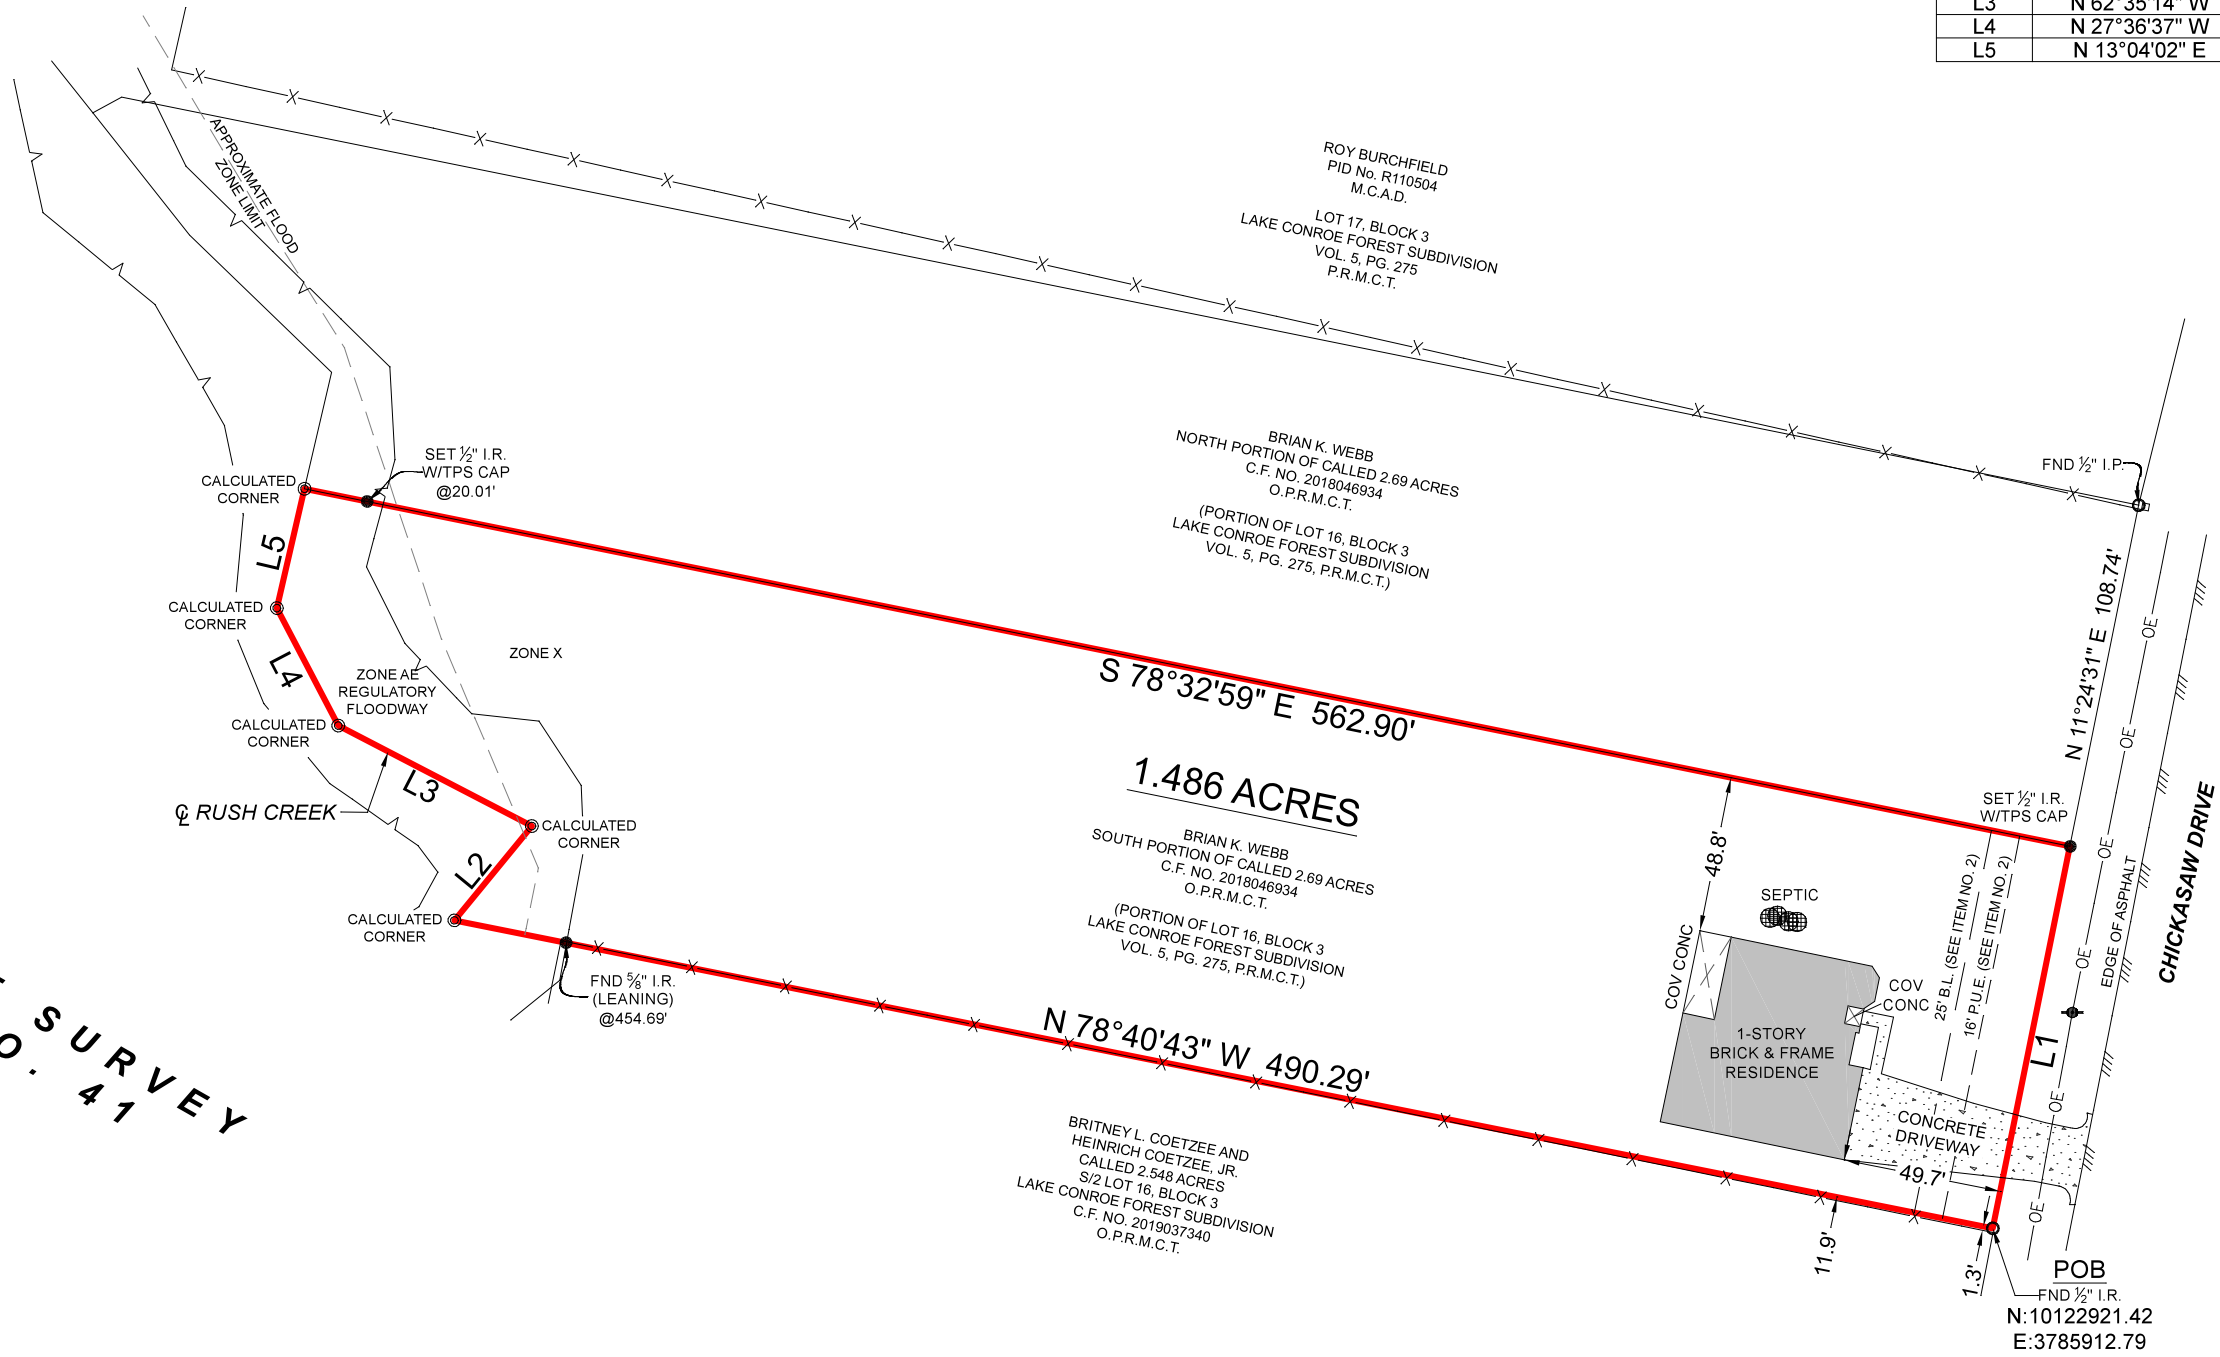 L3 N 62°35'14" W
L4 N 27°36'37" W
L5 N 13°04'02" E
APPROXIMATE FLOOD
ZONE LIMIT
ROY BURCHFIELD
PID No. R110504
M.C.A.D.
LOT 17, BLOCK 3
LAKE CONROE FOREST SUBDIVISION
VOL. 5, PG. 275
P.R.M.C.T.
SET ½" I.R.
W/TPS CAP
@20.01'
CALCULATED
CORNER
BRIAN K. WEBB
NORTH PORTION OF CALLED 2.69 ACRES
C.F. NO. 2018046934
O.P.R.M.C.T.
(PORTION OF LOT 16, BLOCK 3
LAKE CONROE FOREST SUBDIVISION
VOL. 5, PG. 275, P.R.M.C.T.)
FND ½" I.P.
N 11°24'31" E 108.74'
L5
CALCULATED
CORNER
L4
ZONE X
ZONE AE
REGULATORY
FLOODWAY
CALCULATED
CORNER
L3
℄ RUSH CREEK
S 78°32'59" E 562.90'
1.486 ACRES
BRIAN K. WEBB
SOUTH PORTION OF CALLED 2.69 ACRES
C.F. NO. 2018046934
O.P.R.M.C.T.
(PORTION OF LOT 16, BLOCK 3
LAKE CONROE FOREST SUBDIVISION
VOL. 5, PG. 275, P.R.M.C.T.)
CALCULATED
CORNER
L2
CALCULATED
CORNER
FND ⅝" I.R.
(LEANING)
@454.69'
N 78°40'43" W 490.29'
SET ½" I.R.
W/TPS CAP
48.8'
SEPTIC
COV CONC
COV
CONC
1-STORY
BRICK & FRAME
RESIDENCE
25' B.L. (SEE ITEM NO. 2)
16' P.U.E. (SEE ITEM NO. 2)
L1
OE
OE
OE
OE
OE
OE
EDGE OF ASPHALT
CHICKASAW DRIVE
CONCRETE
DRIVEWAY
49.7'
11.9'
1.3'
BRITNEY L. COETZEE AND
HEINRICH COETZEE, JR.
CALLED 2.548 ACRES
S/2 LOT 16, BLOCK 3
LAKE CONROE FOREST SUBDIVISION
C.F. NO. 2019037340
O.P.R.M.C.T.
SURVEY
O. 41
POB
FND ½" I.R.
N:10122921.42
E:3785912.79